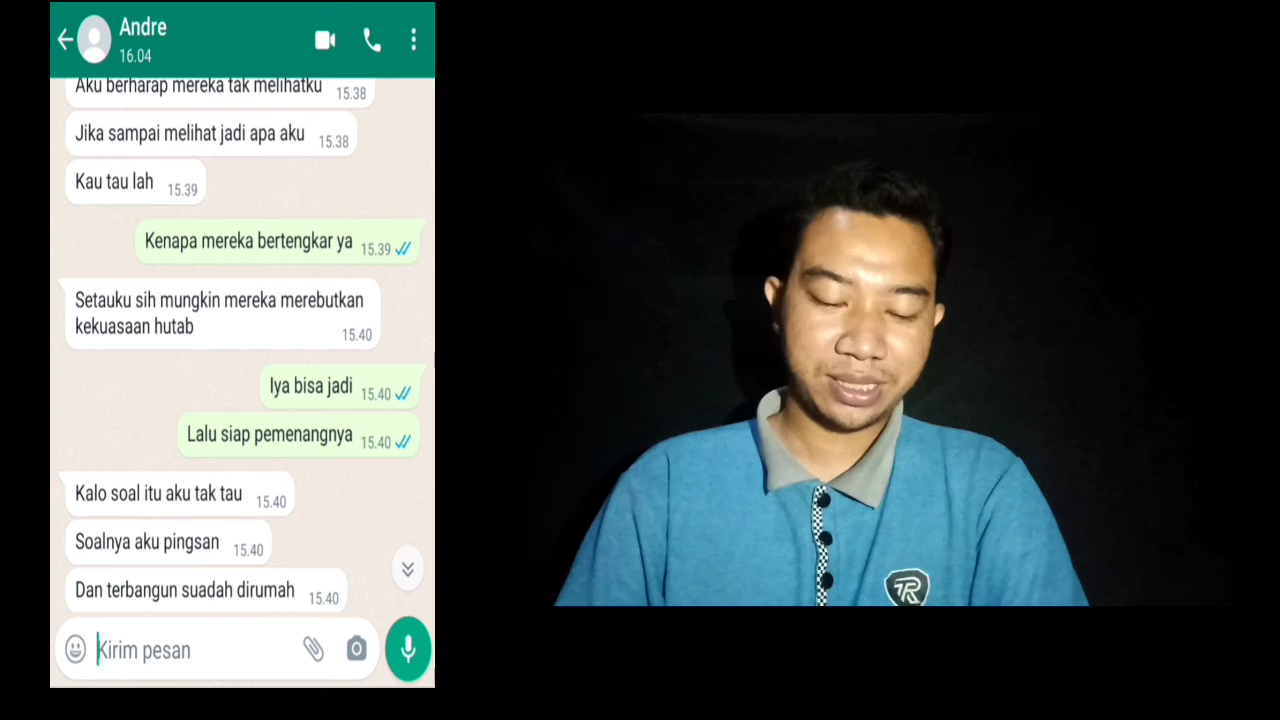 Andre
16.04
Aku berharap mereka tak melihatku 15.38
Jika sampai melihat jadi apa aku 15.38
Kau tau lah 15.39
Kenapa mereka bertengkar ya 15.39
Setauku sih mungkin mereka merebutkan
kekuasaan hutab 15.40
Iya bisa jadi 15.40
Lalu siap pemenangnya 15.40
Kalo soal itu aku tak tau 15.40
Soalnya aku pingsan 15.40
Dan terbangun suadah dirumah 15.40
Kirim pesan
TR